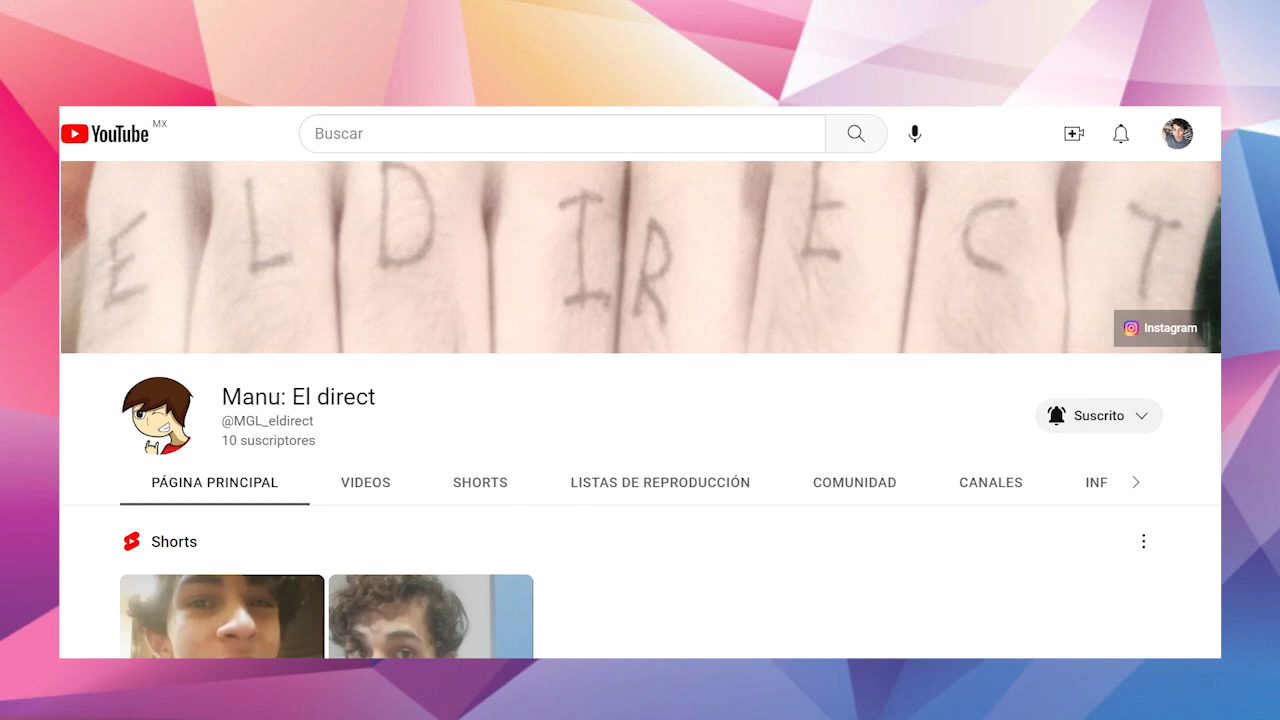 YouTube MX
Buscar
E L D I R E C T
Instagram
Manu: El direct
@MGL_eldirect
10 suscriptores
Suscrito
PÁGINA PRINCIPAL VIDEOS SHORTS LISTAS DE REPRODUCCIÓN COMUNIDAD CANALES INF
Shorts